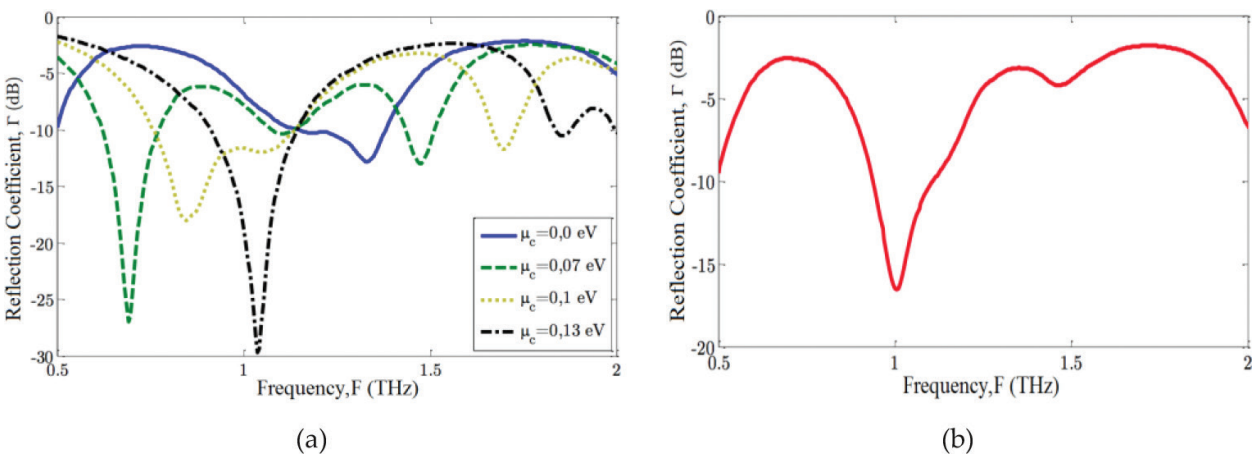 0
-5
-10
-15
-20
-25
-30
0.5
1
1.5
2
Reflection Coefficient, Γ (dB)
Frequency,F (THz)
μc=0,0 eV
μc=0,07 eV
μc=0,1 eV
μc=0,13 eV
(a)
0
-5
-10
-15
-20
0.5
1
1.5
2
Reflection Coefficient, Γ (dB)
Frequency,F (THz)
(b)